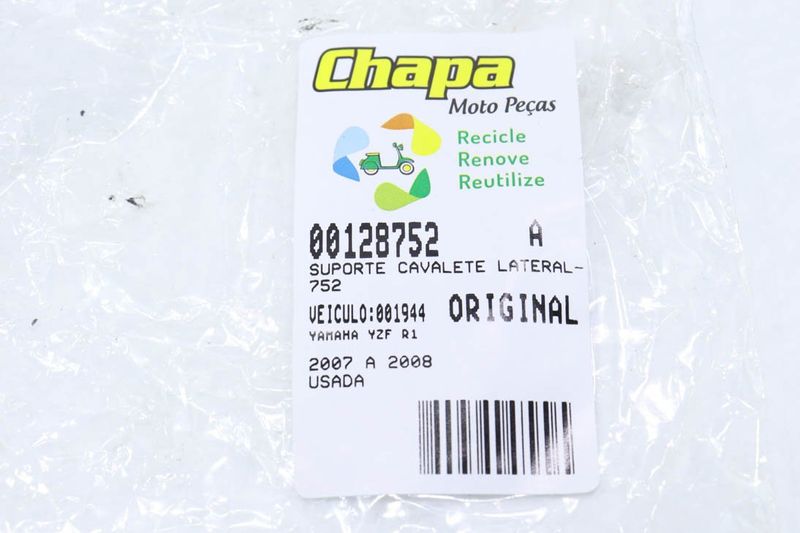 Chapa
Moto Peças
Recicle
Renove
Reutilize
00128752 A
SUPORTE CAVALETE LATERAL-
752
VEICULO:001944 ORIGINAL
YAMAHA YZF R1
2007 A 2008
USADA